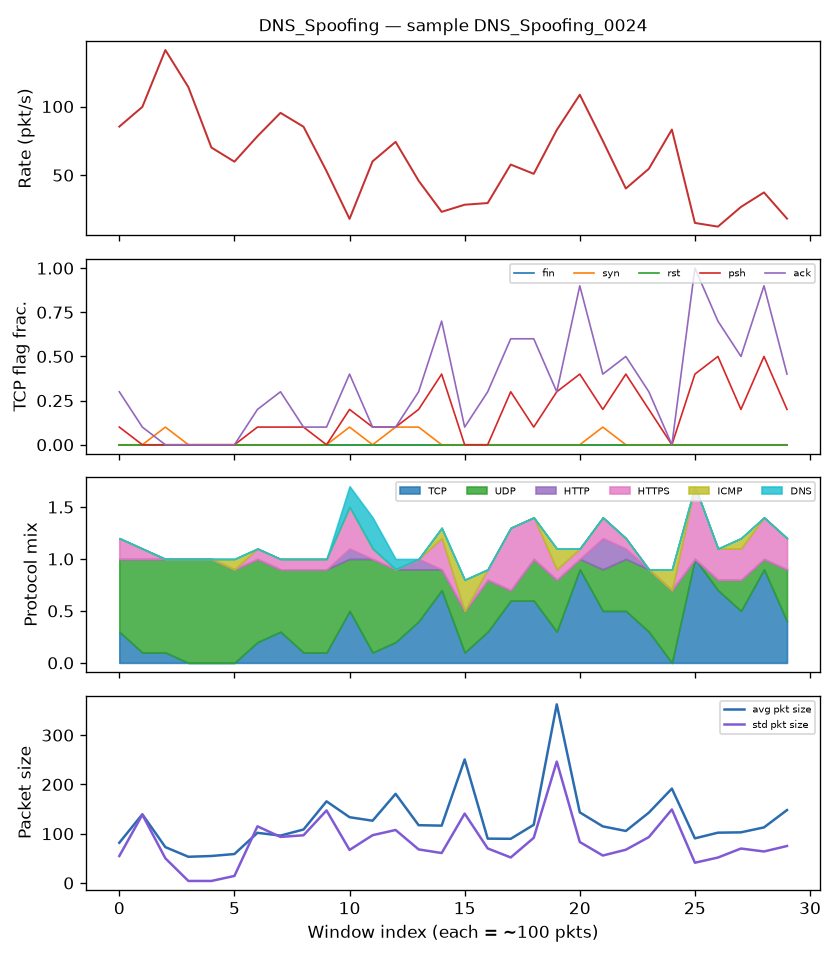 DNS_Spoofing — sample DNS_Spoofing_0024
Rate (pkt/s)
100
50
TCP flag frac.
1.00
0.75
0.50
0.25
0.00
fin syn rst psh ack
Protocol mix
1.5
1.0
0.5
0.0
TCP UDP HTTP HTTPS ICMP DNS
Packet size
300
200
100
0
avg pkt size
std pkt size
0 5 10 15 20 25 30
Window index (each = ~100 pkts)